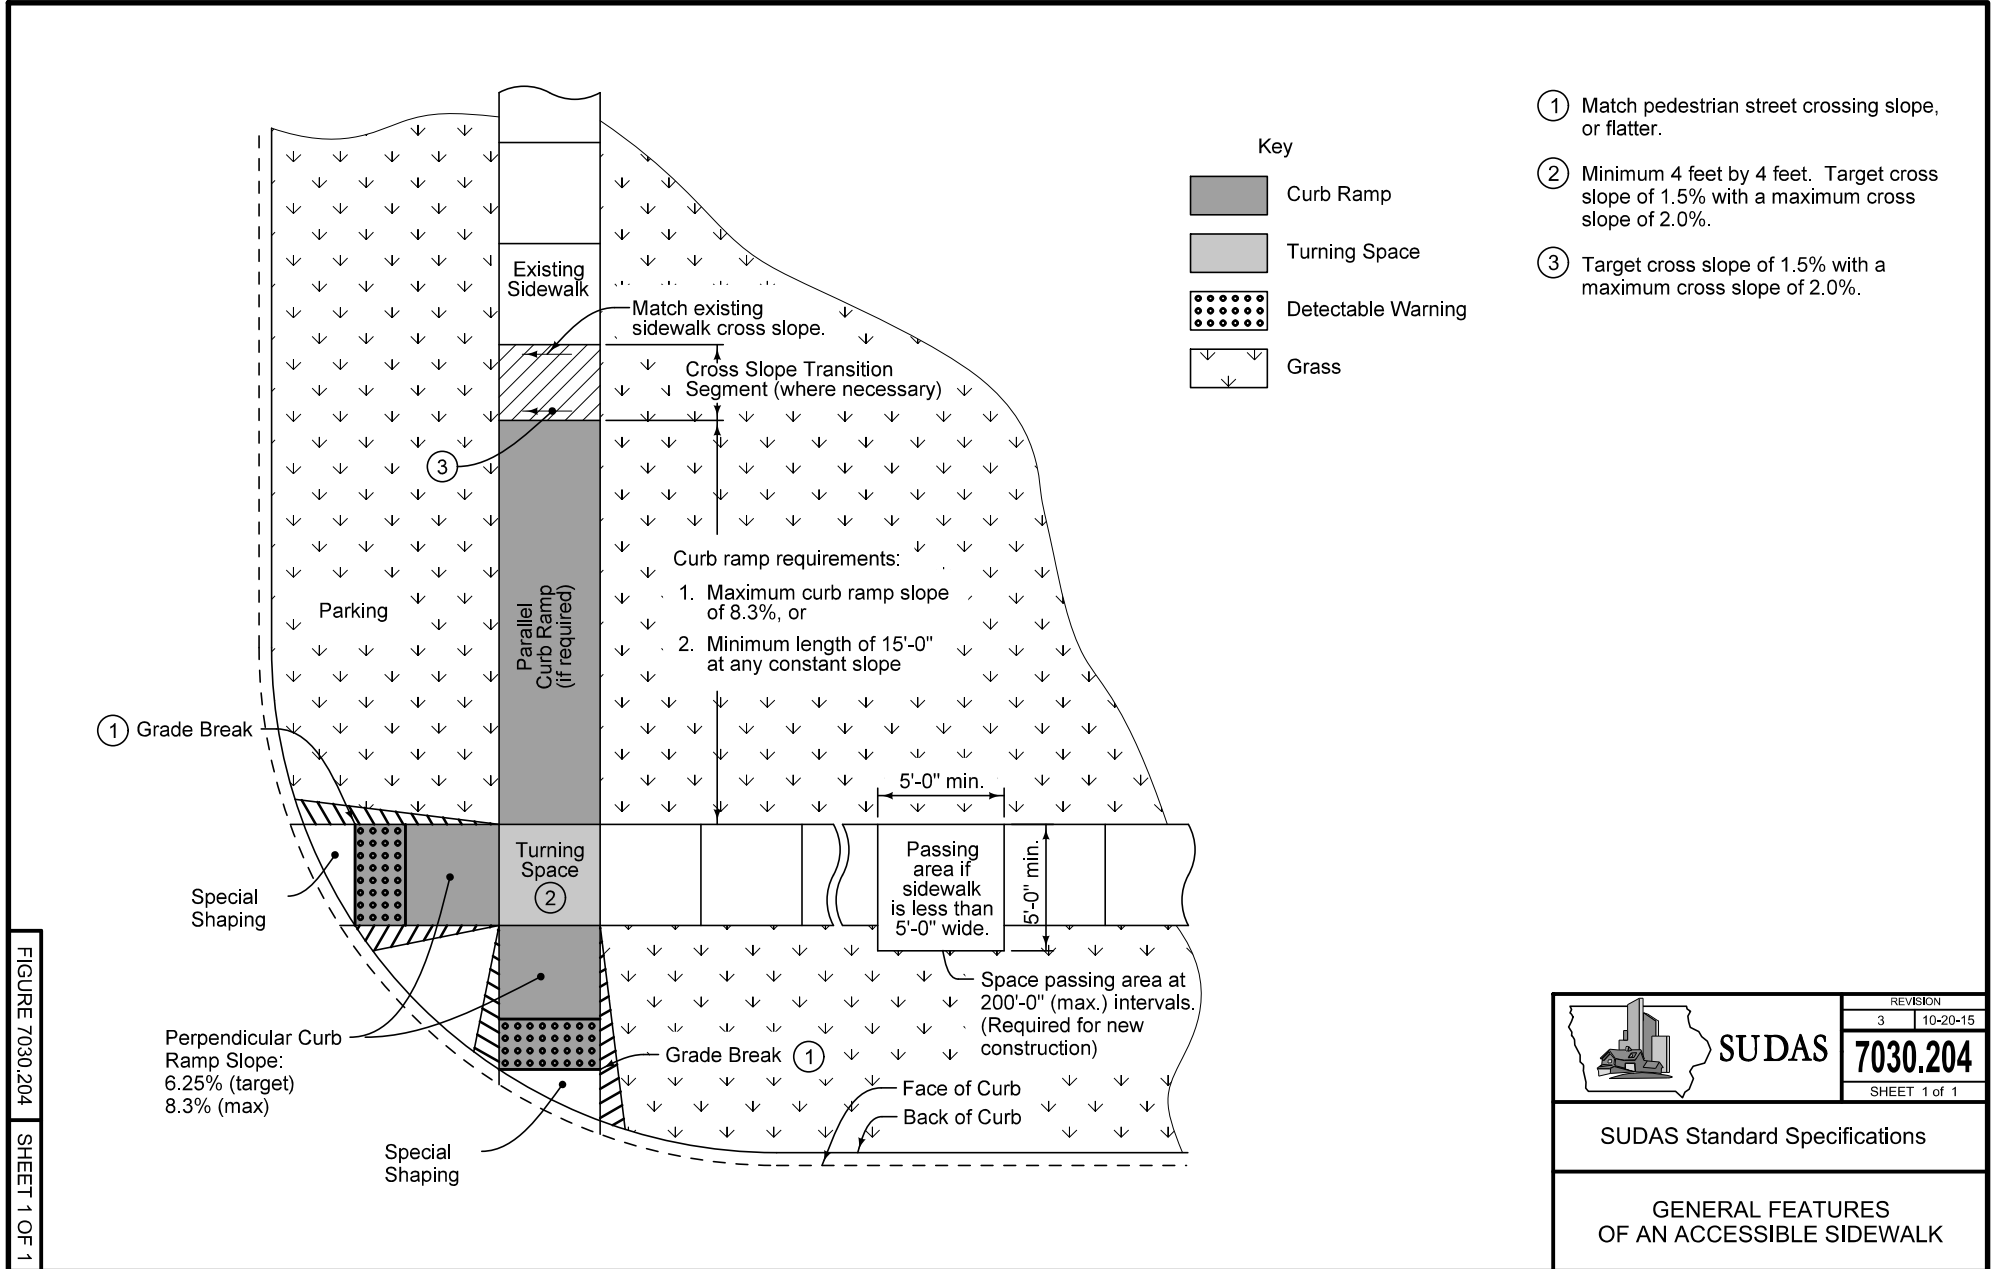 Key
Curb Ramp
Turning Space
Detectable Warning
Grass
1 Match pedestrian street crossing slope,
or flatter.
2 Minimum 4 feet by 4 feet. Target cross
slope of 1.5% with a maximum cross
slope of 2.0%.
3 Target cross slope of 1.5% with a
maximum cross slope of 2.0%.
Existing
Sidewalk
Match existing
sidewalk cross slope.
Cross Slope Transition
Segment (where necessary)
3
Curb ramp requirements:
1. Maximum curb ramp slope
of 8.3%, or
2. Minimum length of 15'-0"
at any constant slope
Parallel
Curb Ramp
(if required)
Parking
1 Grade Break
5'-0" min.
5'-0" min.
Turning
Space
2
Passing
area if
sidewalk
is less than
5'-0" wide.
Special
Shaping
Space passing area at
200'-0" (max.) intervals.
(Required for new
construction)
Perpendicular Curb
Ramp Slope:
6.25% (target)
8.3% (max)
Grade Break 1
Face of Curb
Back of Curb
Special
Shaping
FIGURE 7030.204
SHEET 1 OF 1
SUDAS
REVISION
3 10-20-15
7030.204
SHEET 1 of 1
SUDAS Standard Specifications
GENERAL FEATURES
OF AN ACCESSIBLE SIDEWALK